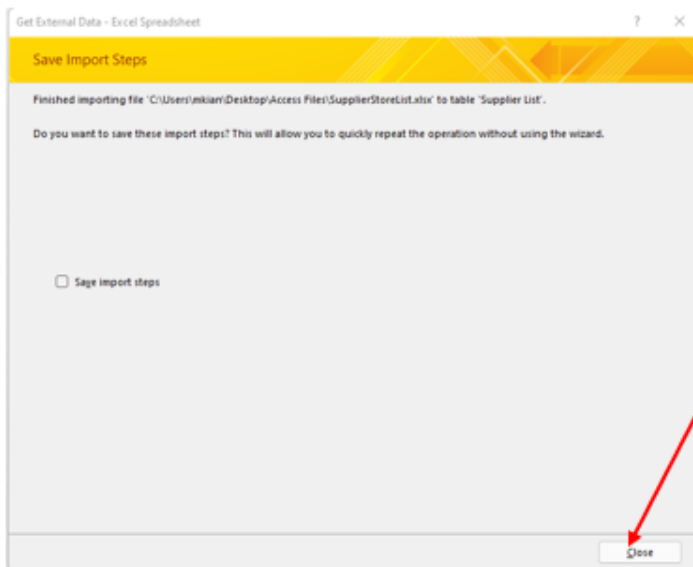 Get External Data - Excel Spreadsheet
Save Import Steps
Finished importing file 'C:\Users\mkian\Desktop\Access Files\SupplierStoreList.xlsx' to table 'Supplier List'.
Do you want to save these import steps? This will allow you to quickly repeat the operation without using the wizard.
Save import steps
Close